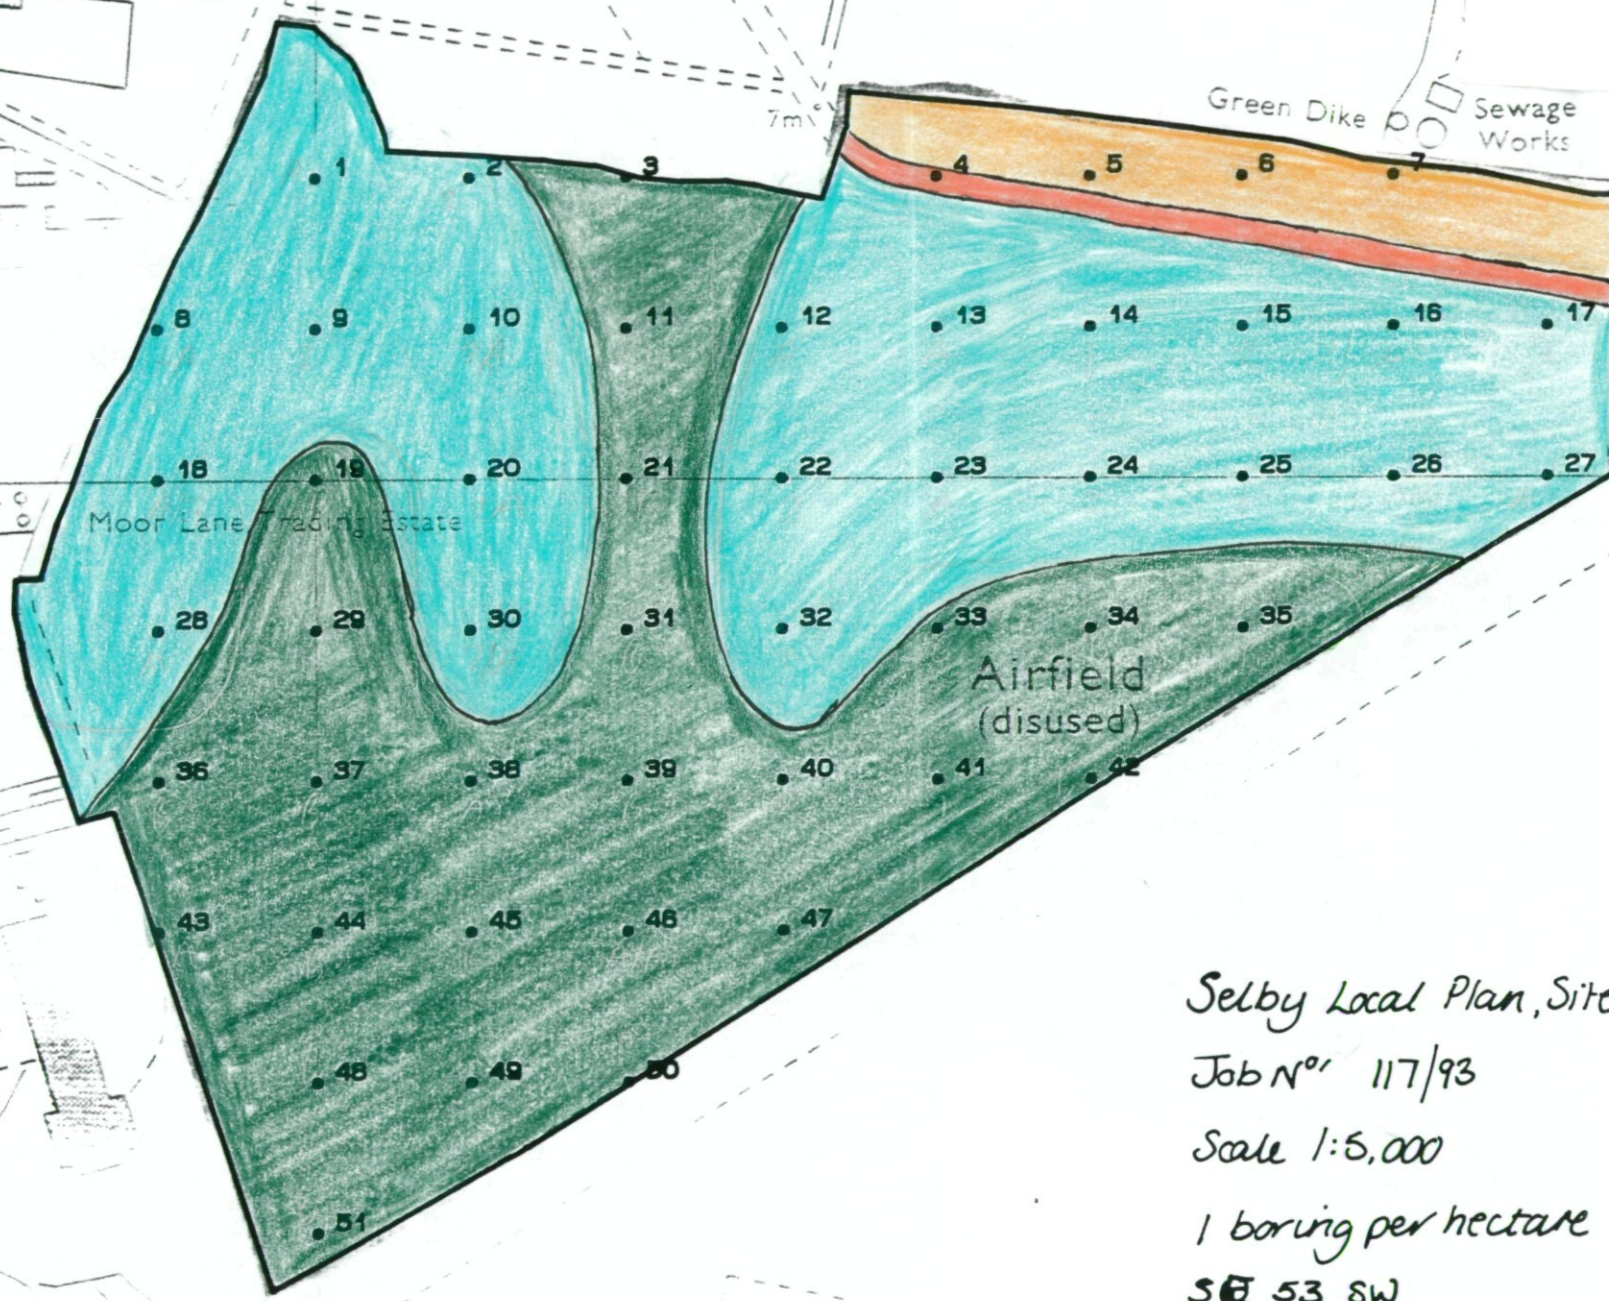 Green Dike
Sewage
Works
7m
1 2 3 4 5 6 7
8 9 10 11 12 13 14 15 16 17
18 19 20 21 22 23 24 25 26 27
Moor Lane Trading Estate
28 29 30 31 32 33 34 35
Airfield
(disused)
36 37 38 39 40 41 42
43 44 45 46 47
48 49 50
51
Selby Local Plan, Site
Job No. 117/93
Scale 1:5,000
1 boring per hectare
SE 53 SW